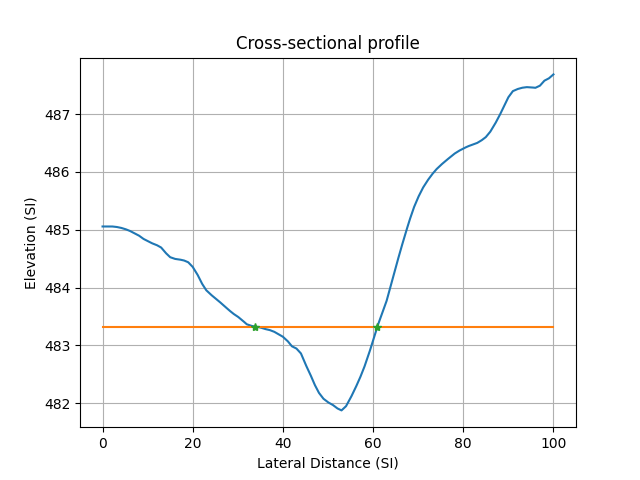 Cross-sectional profile
Elevation (SI)
487
486
485
484
483
482
0 20 40 60 80 100
Lateral Distance (SI)